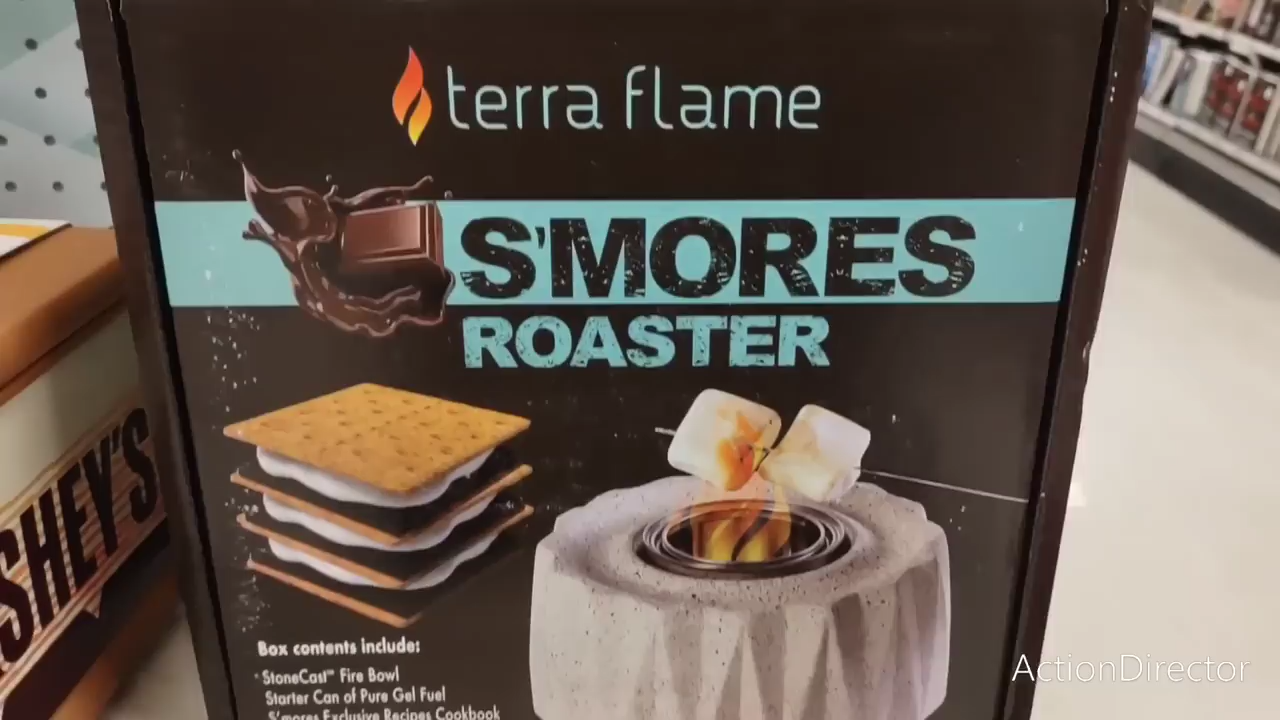 terra flame
S'MORES
ROASTER
SHEY'S
Box contents include:
StoneCast™ Fire Bowl
Starter Can of Pure Gel Fuel
S'mores Exclusive Recipes Cookbook
ActionDirector